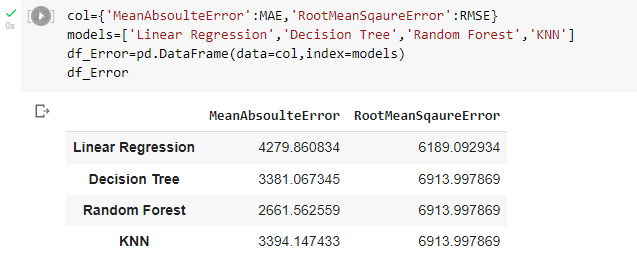 col={'MeanAbsoulteError':MAE,'RootMeanSqaureError':RMSE}
models=['Linear Regression','Decision Tree','Random Forest','KNN']
0s
df_Error=pd.DataFrame(data=col,index=models)
df_Error
MeanAbsoulteError RootMeanSqaureError
Linear Regression 4279.860834 6189.092934
Decision Tree 3381.067345 6913.997869
Random Forest 2661.562559 6913.997869
KNN 3394.147433 6913.997869